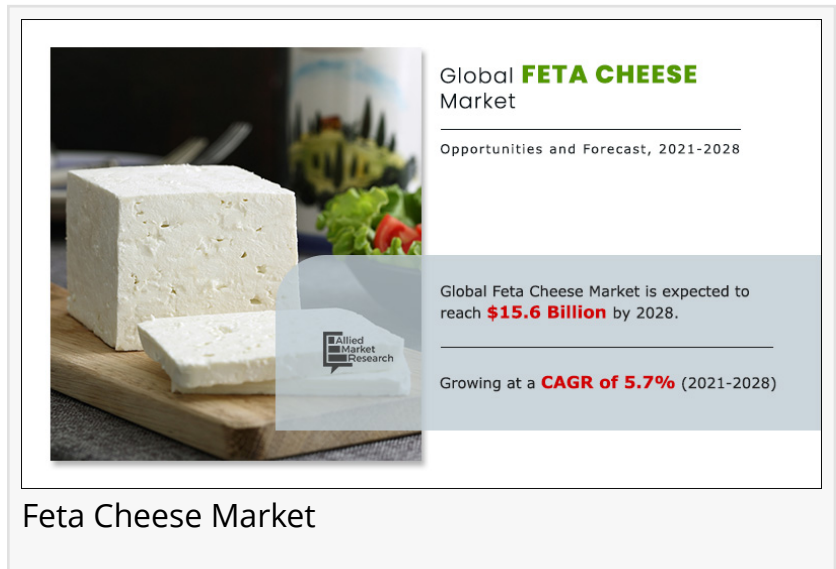 Global FETA CHEESE
Market
Opportunities and Forecast, 2021-2028
Global Feta Cheese Market is expected to
reach $15.6 Billion by 2028.
Allied
Market
Research
Growing at a CAGR of 5.7% (2021-2028)
Feta Cheese Market